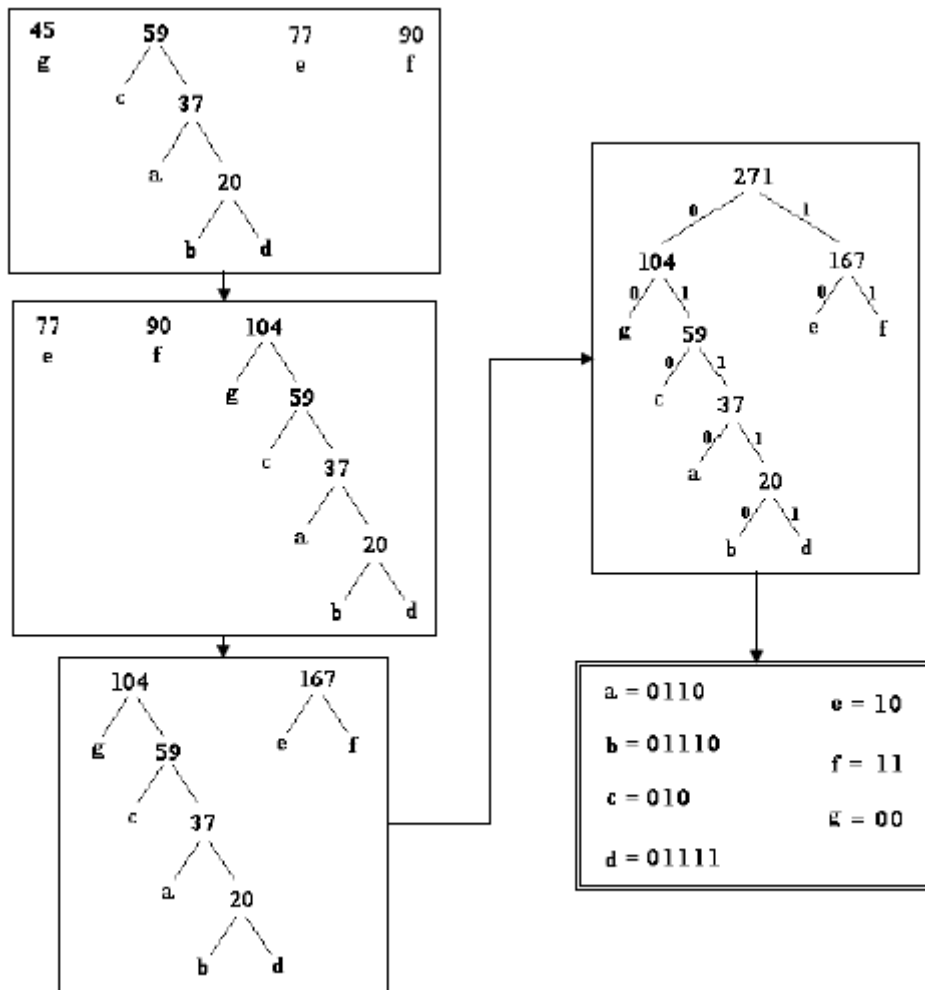 45 59 77 90
g e f
c 37
a 20
b d
77 90 104
e f g 59
c 37
a 20
b d
104 167
g 59 e f
c 37
a 20
b d
271
0 1
104 167
0 1 0 1
g 59 e f
0 1
c 37
0 1
a 20
0 1
b d
a = 0110
b = 01110
c = 010
d = 01111
e = 10
f = 11
g = 00